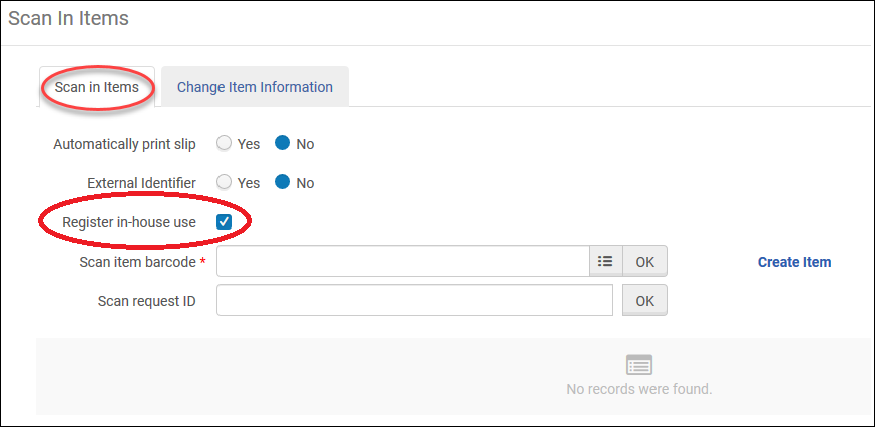 Scan In Items
Scan in Items Change Item Information
Automatically print slip Yes No
External Identifier Yes No
Register in-house use
Scan item barcode * OK Create Item
Scan request ID OK
No records were found.